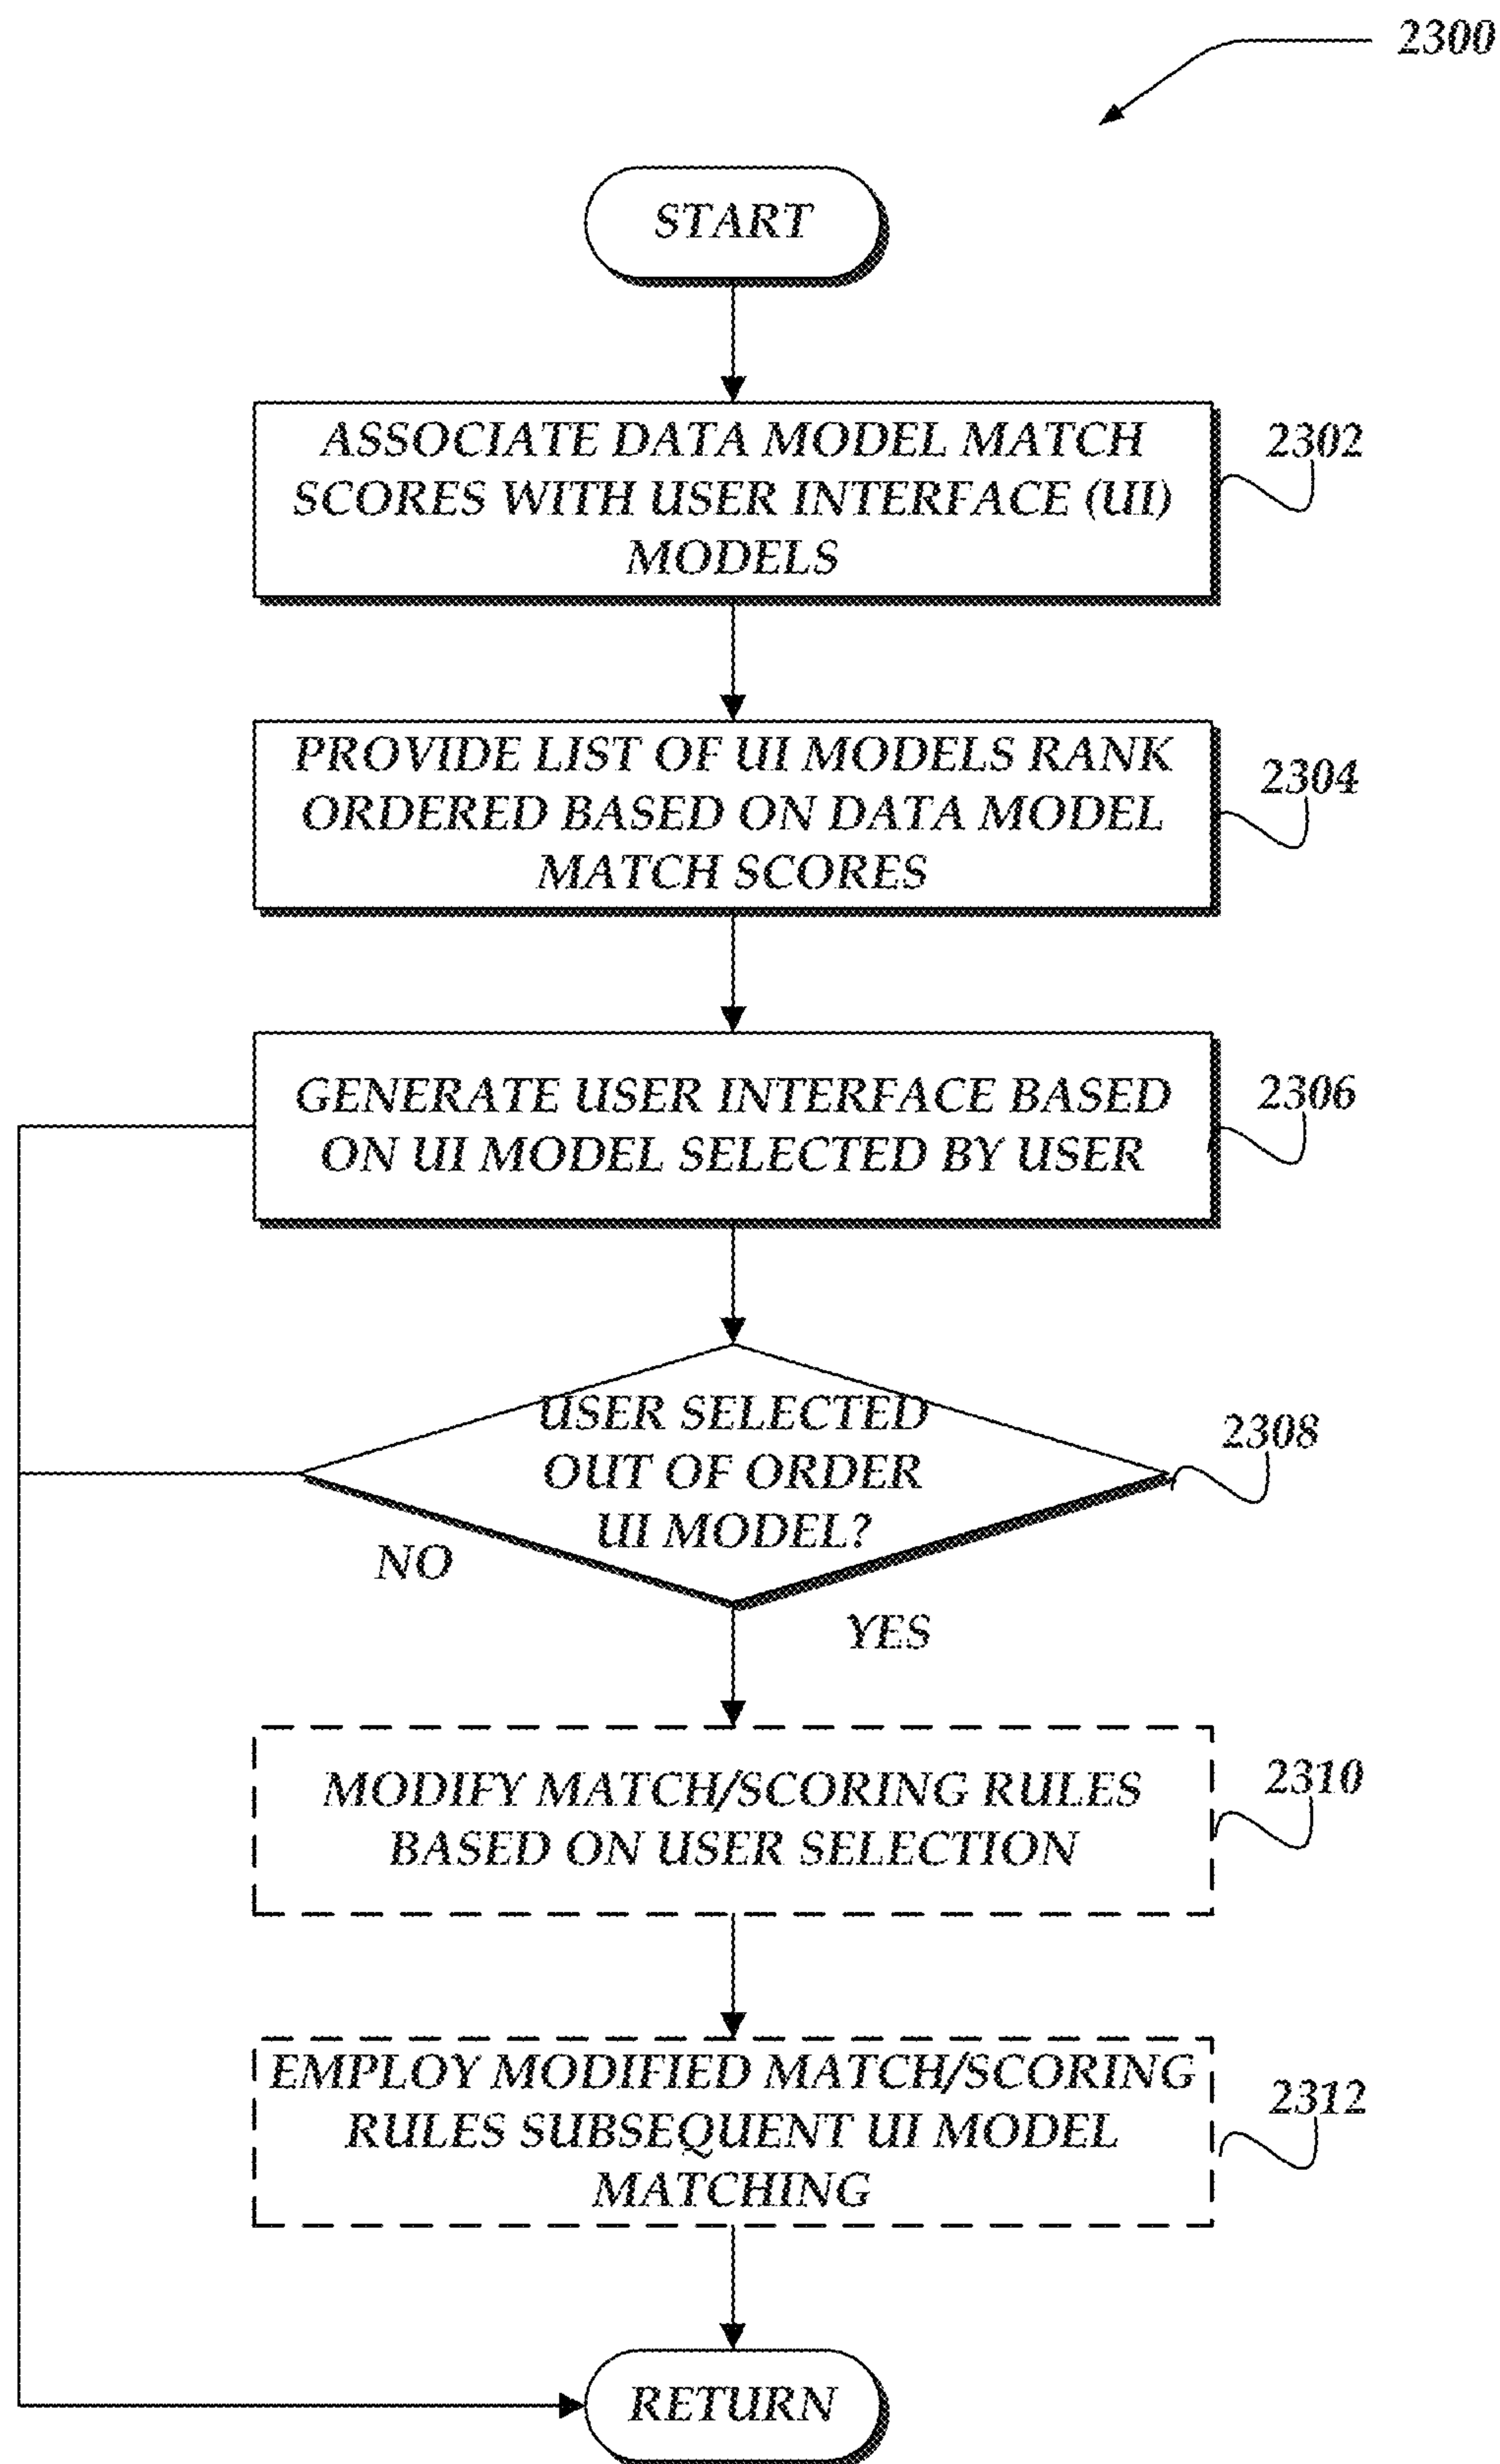 2300
START
ASSOCIATE DATA MODEL MATCH
SCORES WITH USER INTERFACE (UI)
MODELS
2302
PROVIDE LIST OF UI MODELS RANK
ORDERED BASED ON DATA MODEL
MATCH SCORES
2304
GENERATE USER INTERFACE BASED
ON UI MODEL SELECTED BY USER
2306
USER SELECTED
OUT OF ORDER
UI MODEL?
2308
NO
YES
MODIFY MATCH/SCORING RULES
BASED ON USER SELECTION
2310
EMPLOY MODIFIED MATCH/SCORING
RULES SUBSEQUENT UI MODEL
MATCHING
2312
RETURN